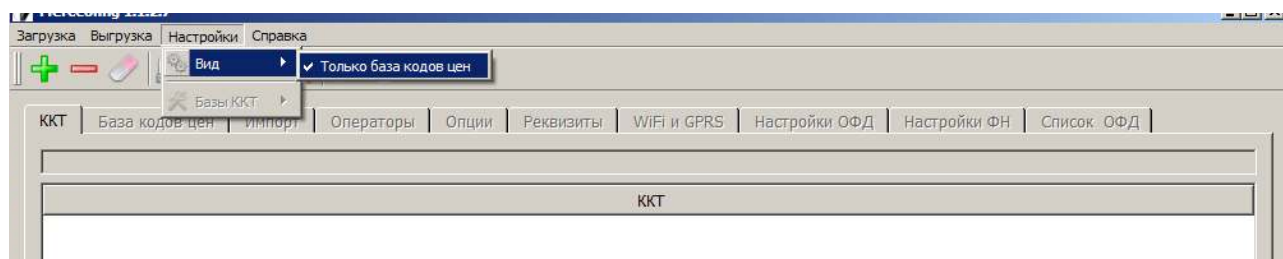 Загрузка Выгрузка Настройки Справка
Вид Только база кодов цен
Базы ККТ
ККТ База кодов цен Импорт Операторы Опции Реквизиты WiFi и GPRS Настройки ОФД Настройки ФН Список ОФД
ККТ